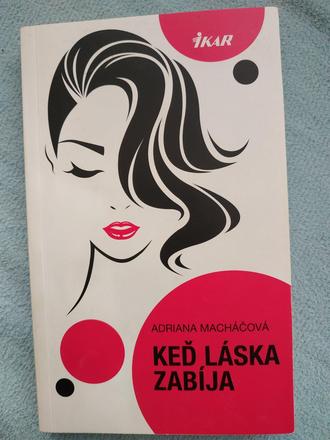 iKAR
ADRIANA MACHÁČOVÁ
KEĎ LÁSKA
ZABÍJA